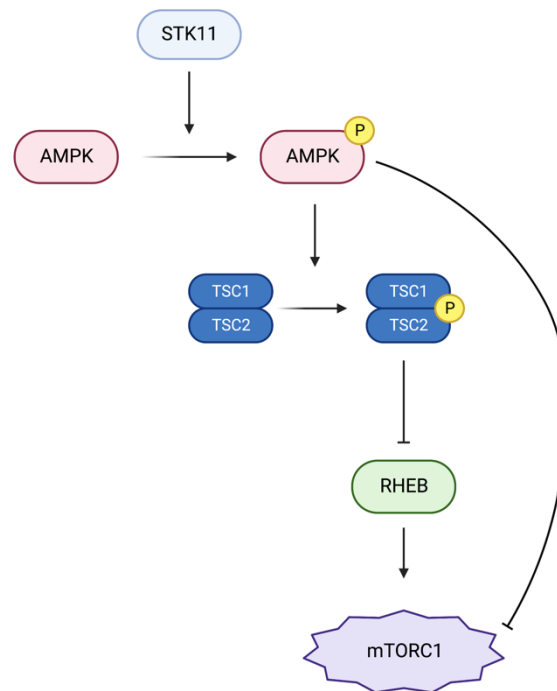 STK11
P
AMPK
AMPK
TSC1
TSC1
P
TSC2
TSC2
RHEB
mTORC1